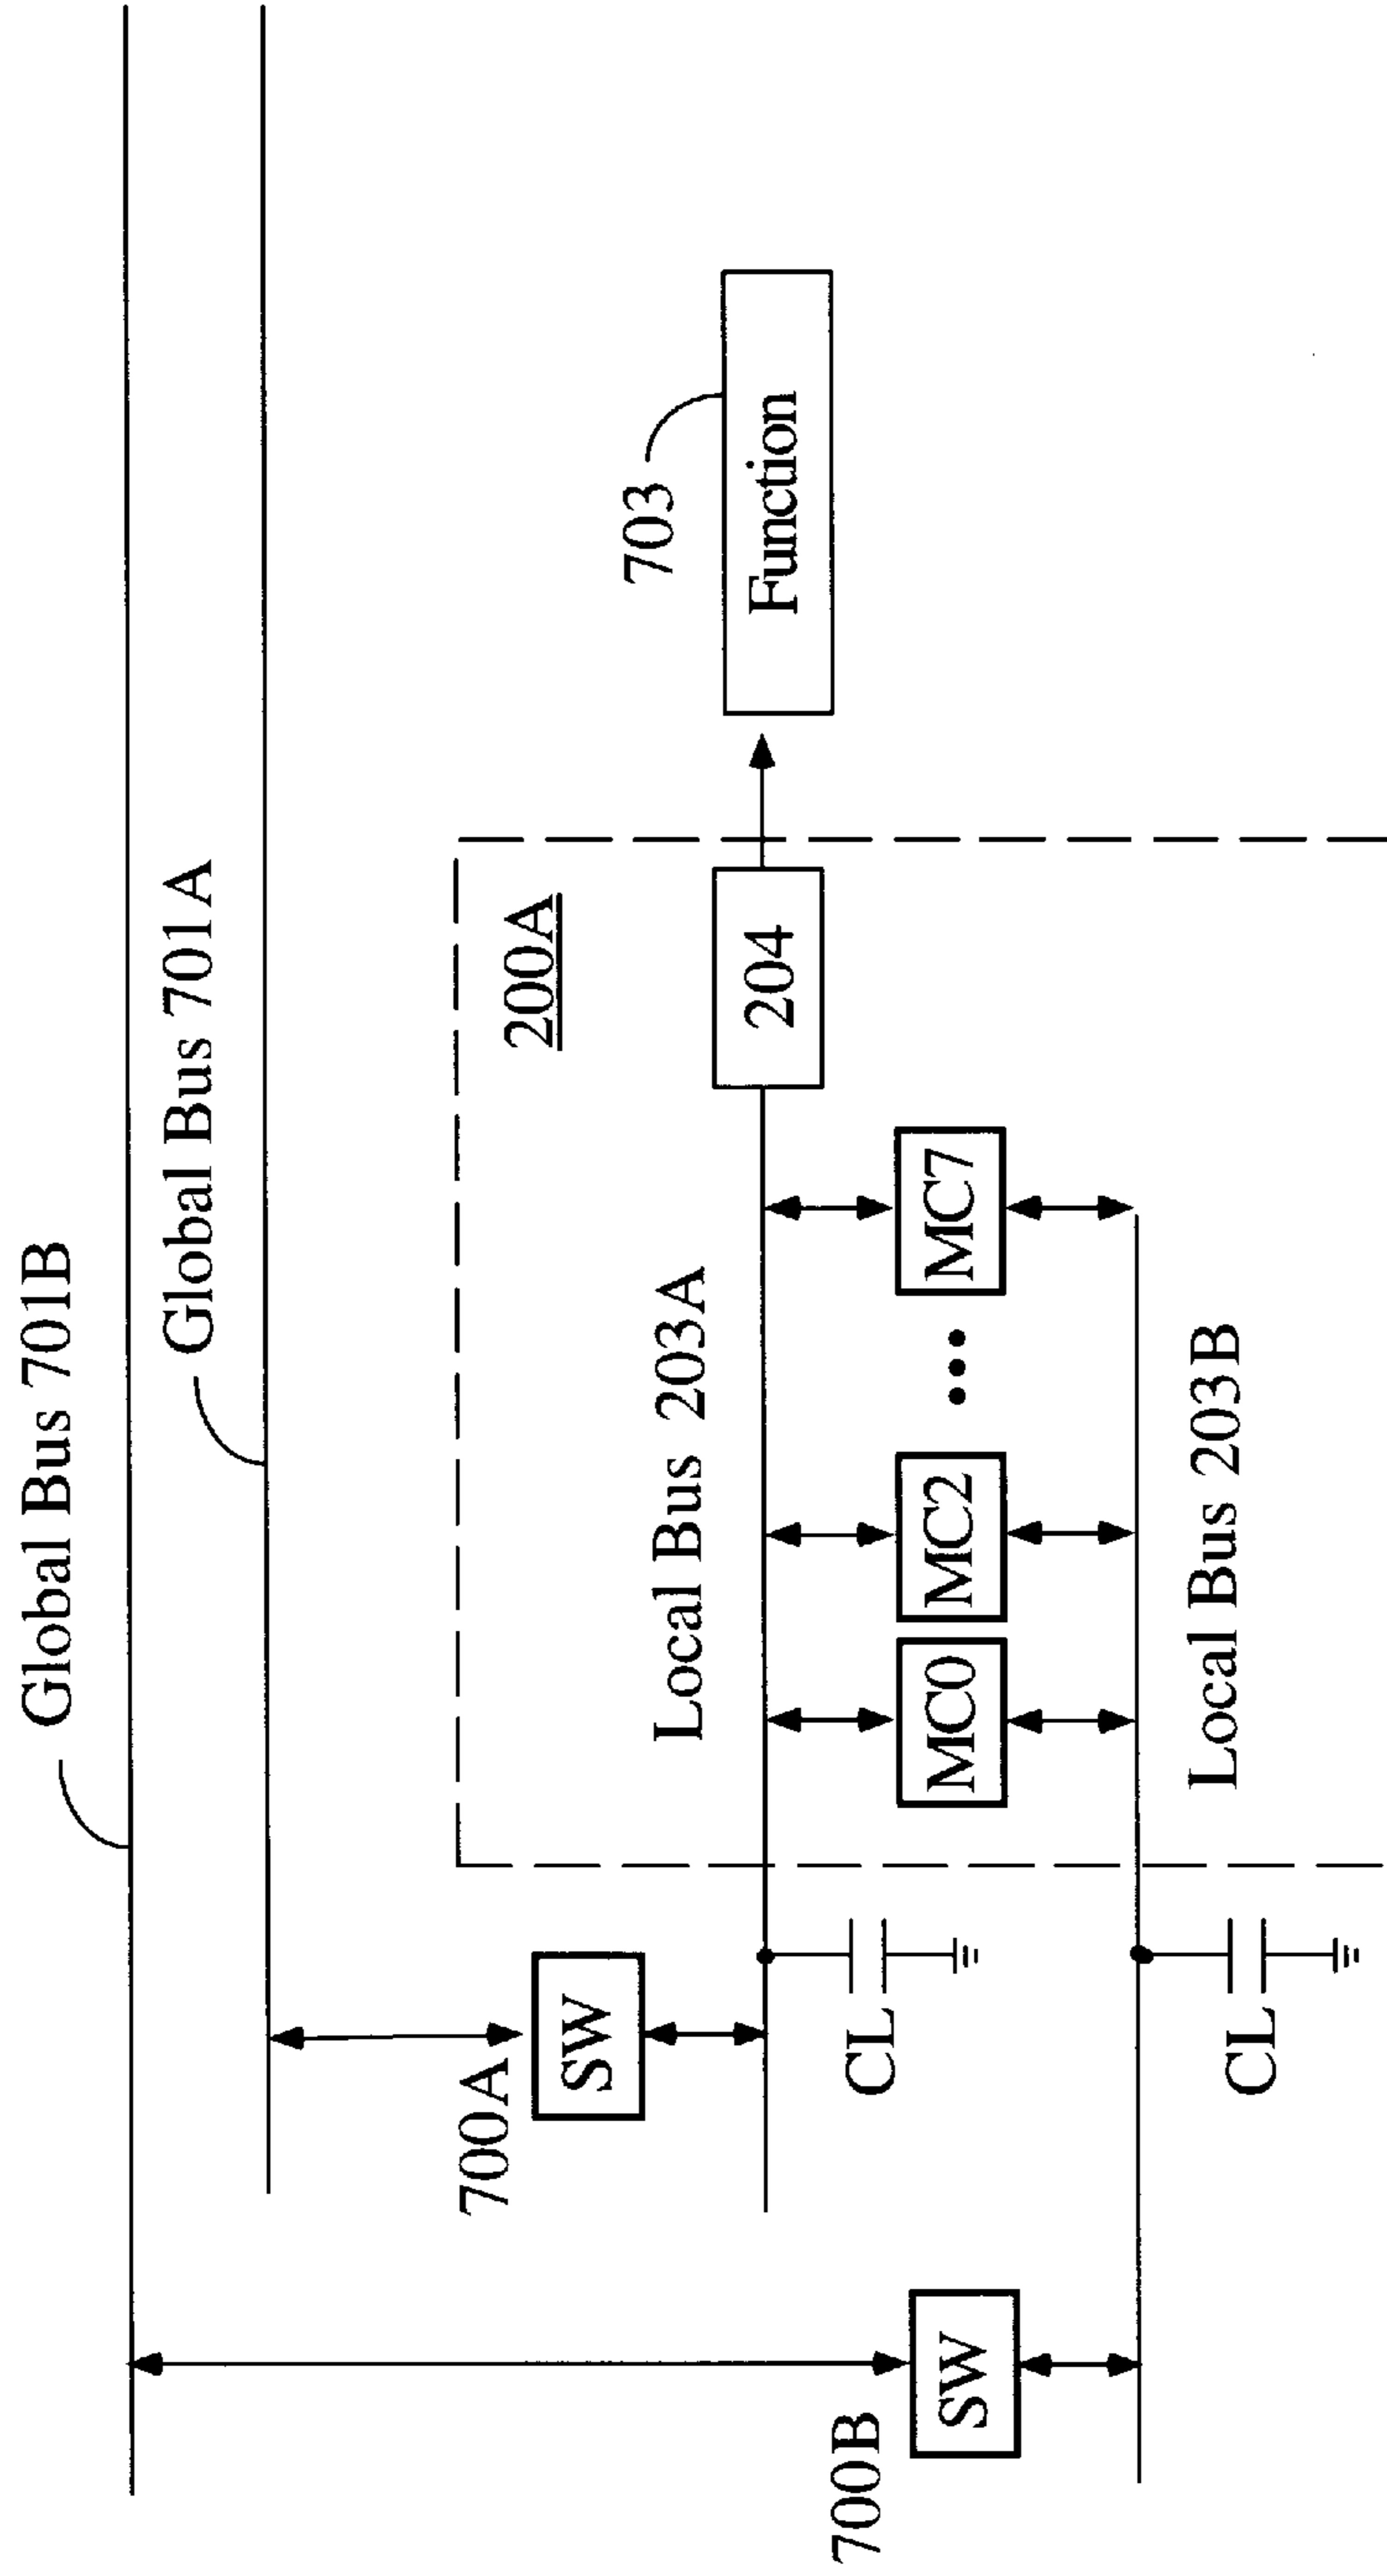 Global Bus 701B
Global Bus 701A
700A
SW
200A
Local Bus 203A
204
703
Function
CL
MC0
MC2
MC7
700B
SW
Local Bus 203B
CL